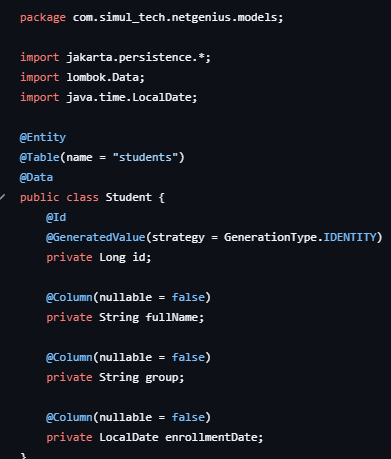 package com.simul_tech.netgenius.models;
import jakarta.persistence.*;
import lombok.Data;
import java.time.LocalDate;
@Entity
@Table(name = "students")
@Data
public class Student {
@Id
@GeneratedValue(strategy = GenerationType.IDENTITY)
private Long id;
@Column(nullable = false)
private String fullName;
@Column(nullable = false)
private String group;
@Column(nullable = false)
private LocalDate enrollmentDate;
}